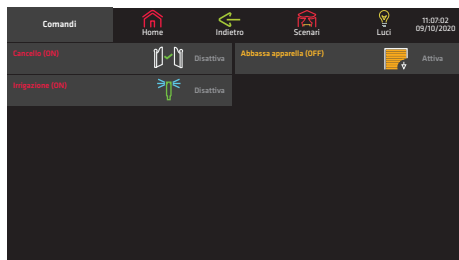 Comandi
Home
Indietro
Scenari
Luci
11:07:02
09/10/2020
Cancello (ON)
Disattiva
Abbassa apparella (OFF)
Attiva
Irrigazione (ON)
Disattiva